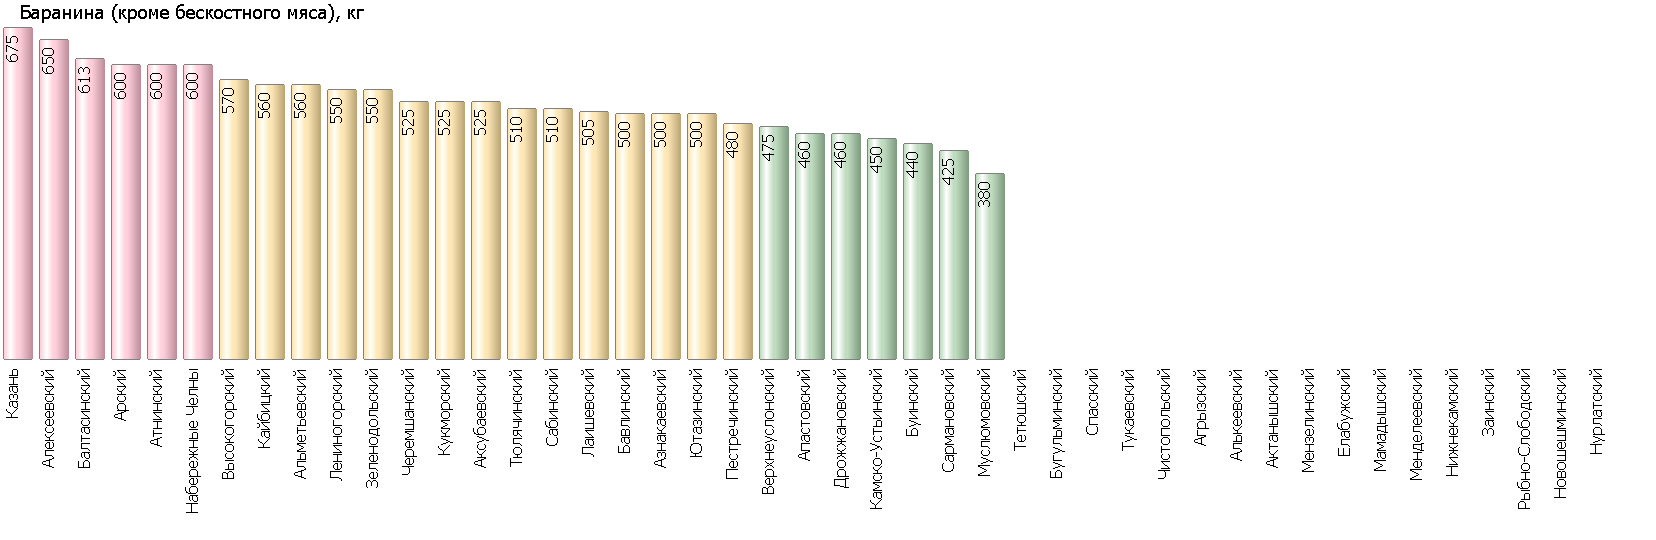 Баранина (кроме бескостного мяса), кг
675
650
613
600
600
600
570
560
560
550
550
525
525
525
510
510
505
500
500
500
480
475
460
460
450
440
425
380
Казань
Алексеевский
Балтасинский
Арский
Атнинский
Набережные Челны
Высокогорский
Кайбицкий
Альметьевский
Лениногорский
Зеленодольский
Черемшанский
Кукморский
Аксубаевский
Тюлячинский
Сабинский
Лаишевский
Бавлинский
Азнакаевский
Ютазинский
Пестречинский
Верхнеуслонский
Апастовский
Дрожжановский
Камско-Устьинский
Буинский
Сармановский
Муслюмовский
Тетюшский
Бугульминский
Спасский
Тукаевский
Чистопольский
Агрызский
Алькеевский
Актанышский
Мензелинский
Елабужский
Мамадышский
Менделеевский
Нижнекамский
Заинский
Рыбно-Слободский
Новошешминский
Нурлатский